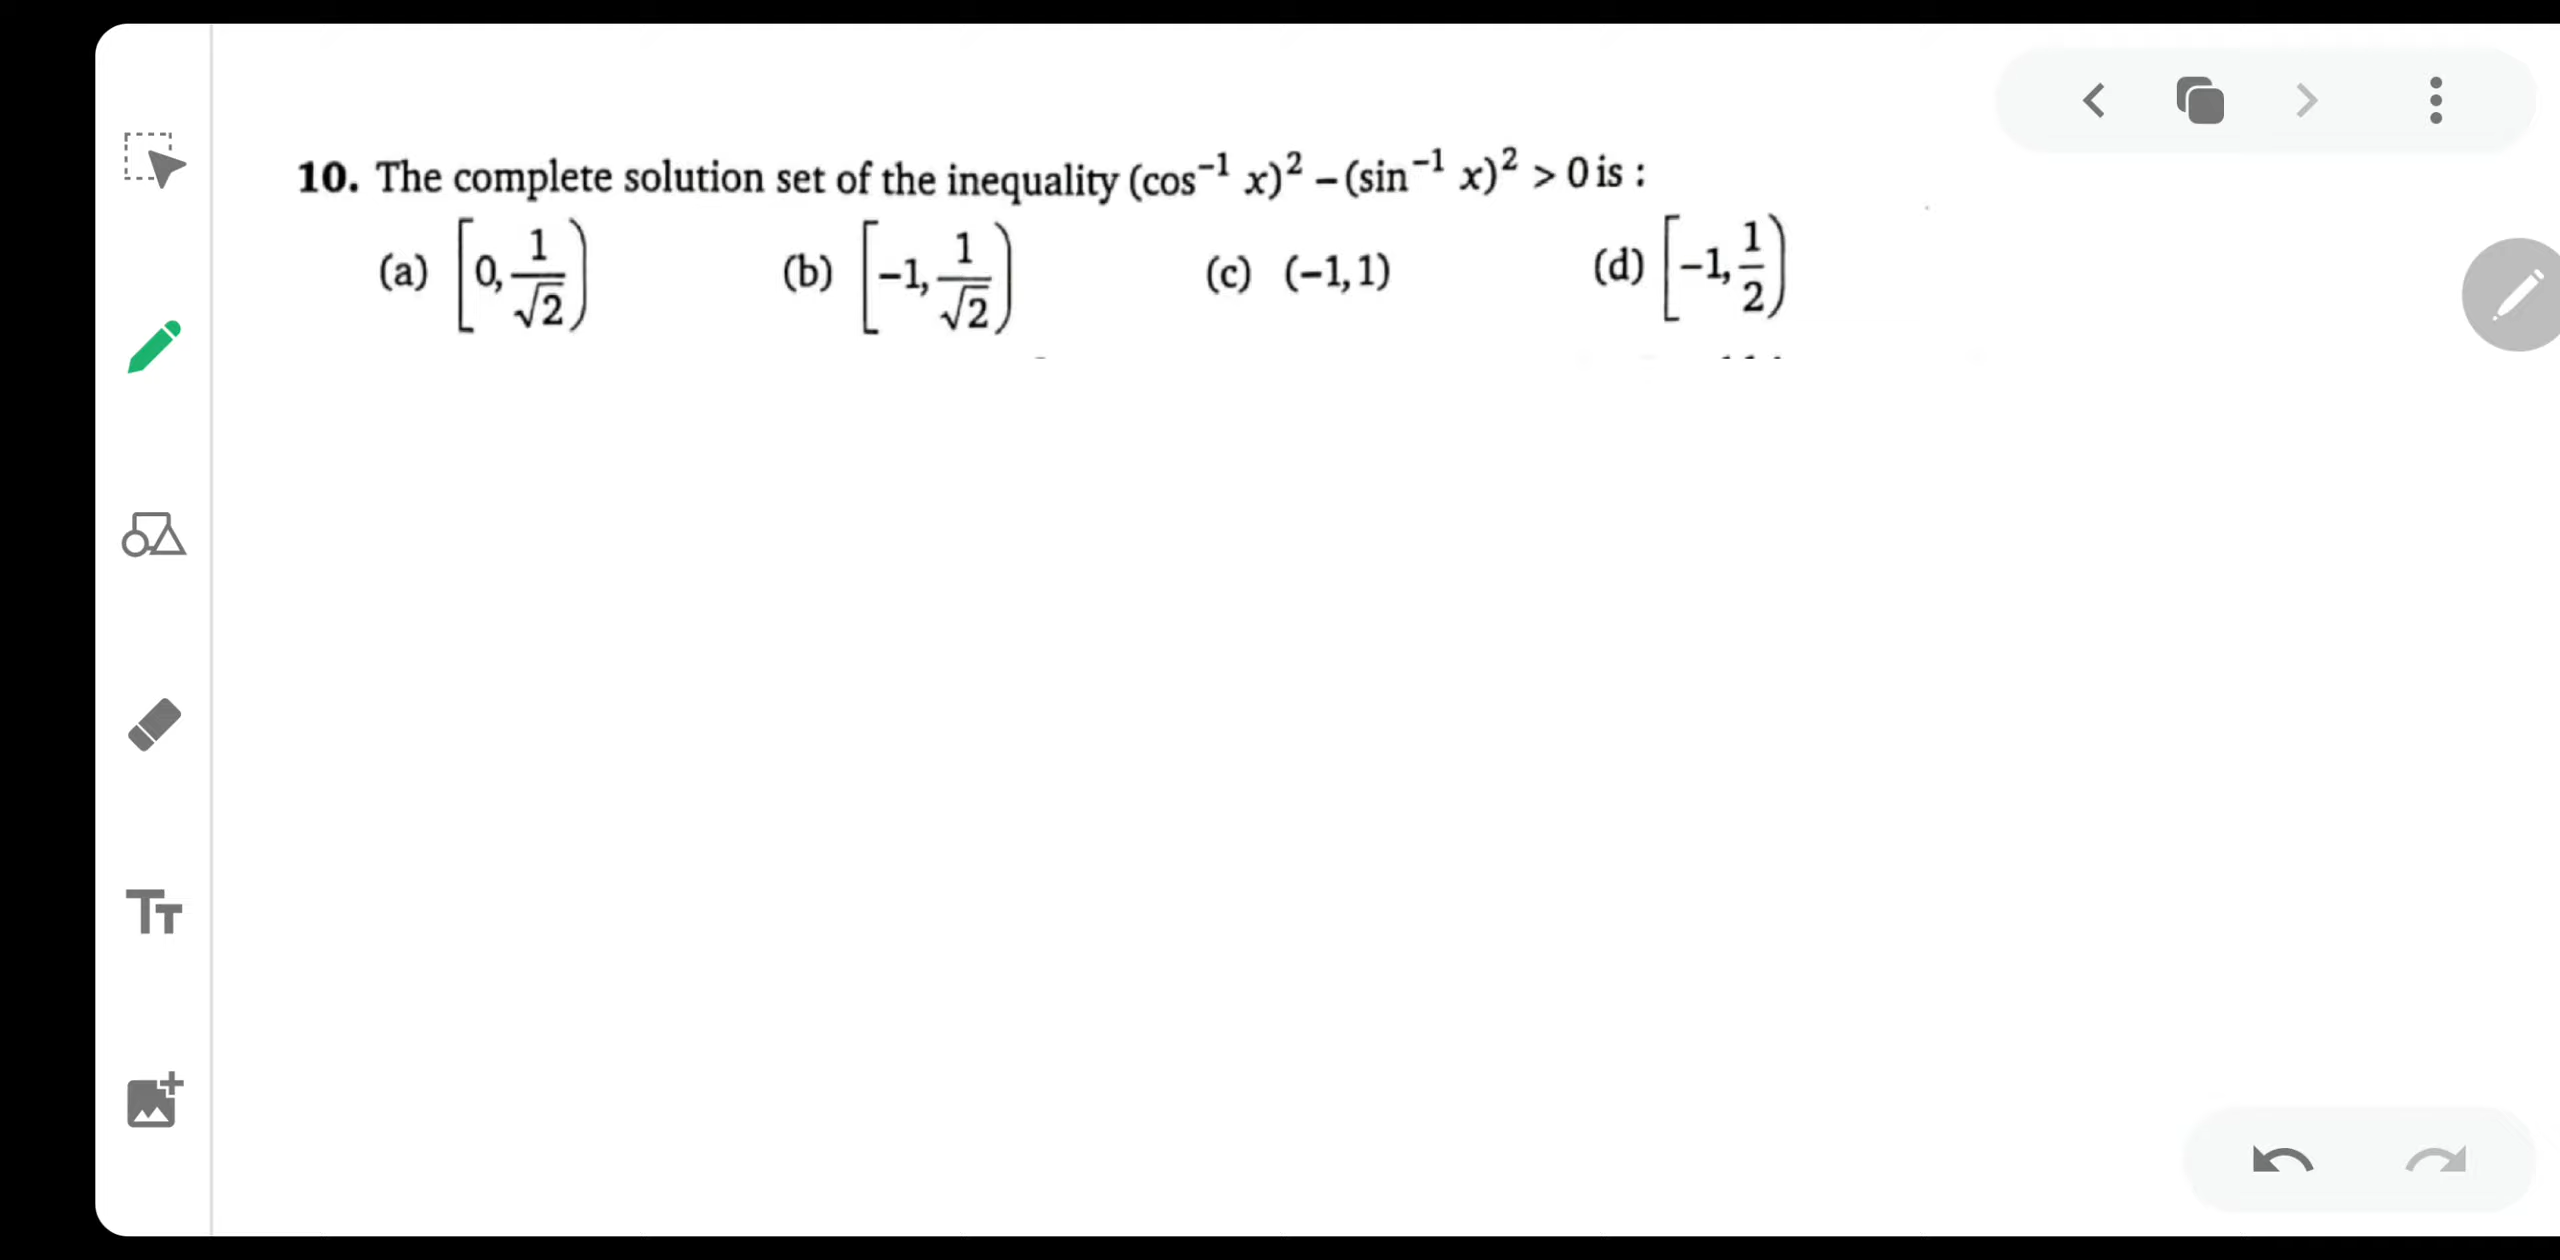 10. The complete solution set of the inequality (cos⁻¹ x)² – (sin⁻¹ x)² > 0 is :
(a) [0, 1/√2) (b) [–1, 1/√2) (c) (–1, 1) (d) [–1, 1/2)
Tт